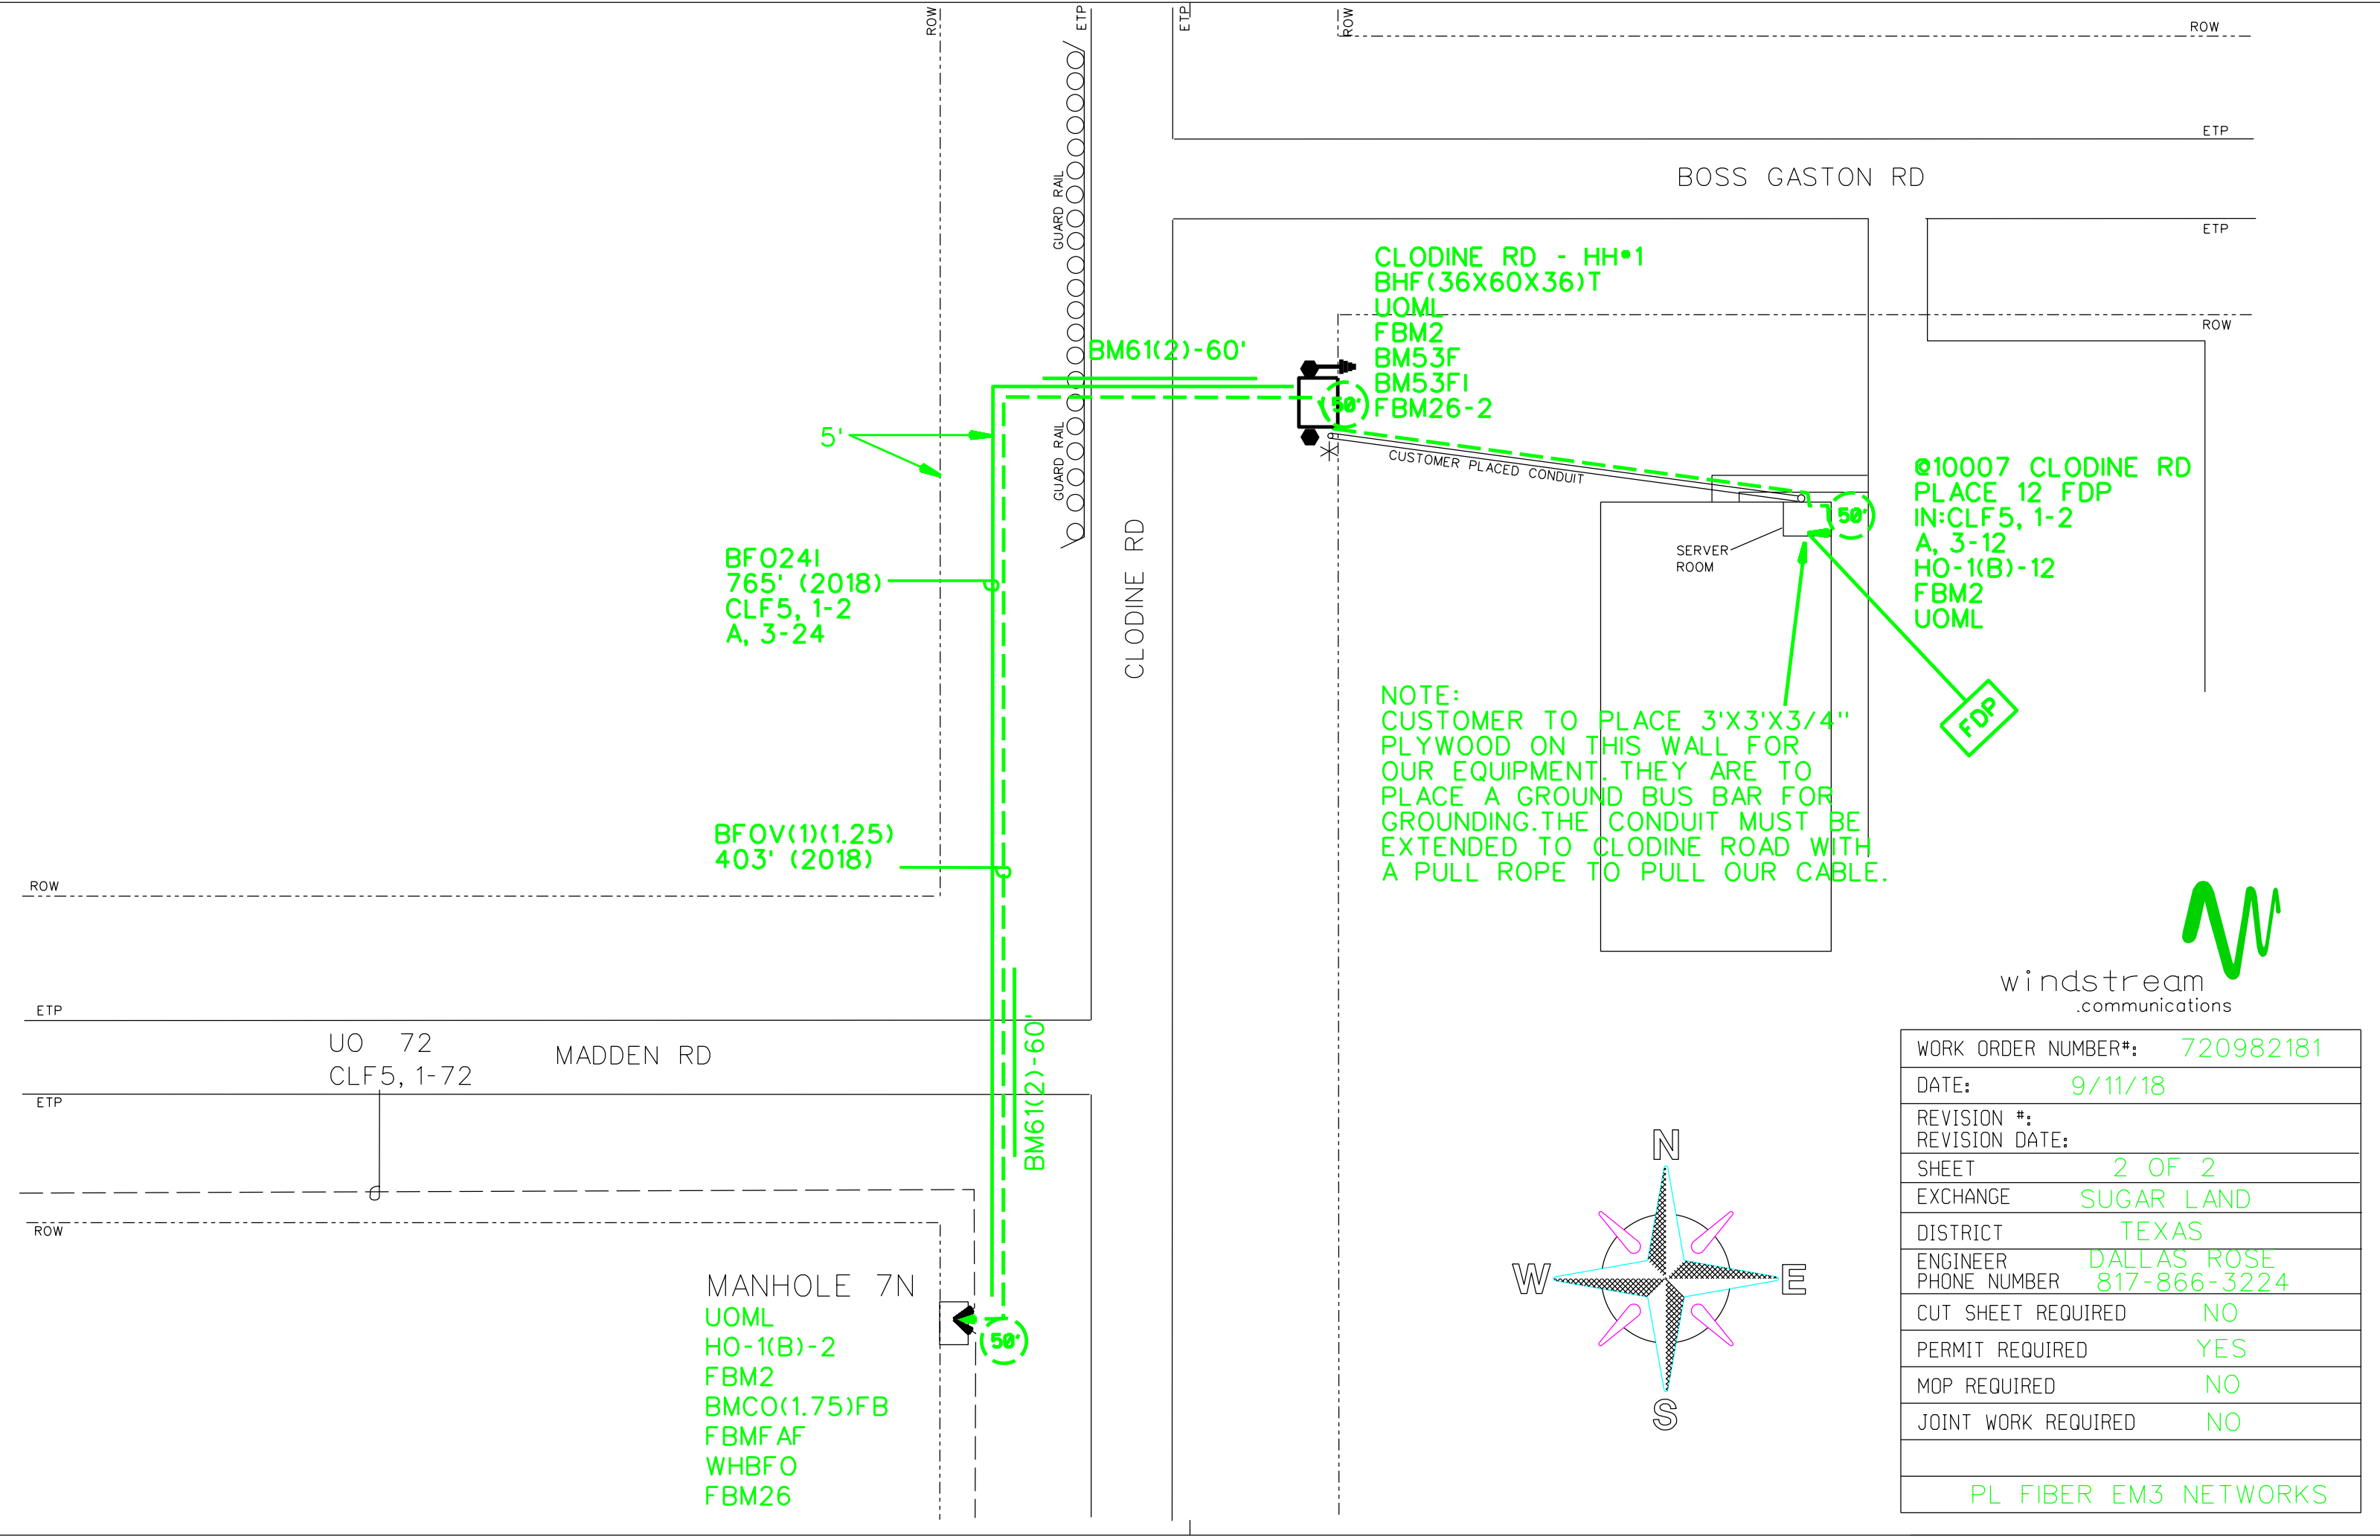 ROW
ETP
ETP
ROW
ROW
ETP
BOSS GASTON RD
ETP
ROW
GUARD RAIL
GUARD RAIL
CLODINE RD - HH#1
BHF(36X60X36)T
UOML
FBM2
BM53F
BM53FI
FBM26-2
BM61(2)-60'
50'
5'
CUSTOMER PLACED CONDUIT
@10007 CLODINE RD
PLACE 12 FDP
IN:CLF5, 1-2
A, 3-12
HO-1(B)-12
FBM2
UOML
50'
SERVER
ROOM
FDP
BFO24I
765' (2018)
CLF5, 1-2
A, 3-24
CLODINE RD
NOTE:
CUSTOMER TO PLACE 3'X3'X3/4"
PLYWOOD ON THIS WALL FOR
OUR EQUIPMENT. THEY ARE TO
PLACE A GROUND BUS BAR FOR
GROUNDING.THE CONDUIT MUST BE
EXTENDED TO CLODINE ROAD WITH
A PULL ROPE TO PULL OUR CABLE.
BFOV(1)(1.25)
403' (2018)
ROW
ETP
UO 72
CLF5, 1-72
MADDEN RD
ETP
ROW
BM61(2)-60'
MANHOLE 7N
UOML
HO-1(B)-2
FBM2
BMCO(1.75)FB
FBMFAF
WHBFO
FBM26
50'
N
W
E
S
windstream
.communications
WORK ORDER NUMBER#: 720982181
DATE: 9/11/18
REVISION #:
REVISION DATE:
SHEET 2 OF 2
EXCHANGE SUGAR LAND
DISTRICT TEXAS
ENGINEER DALLAS ROSE
PHONE NUMBER 817-866-3224
CUT SHEET REQUIRED NO
PERMIT REQUIRED YES
MOP REQUIRED NO
JOINT WORK REQUIRED NO
PL FIBER EM3 NETWORKS